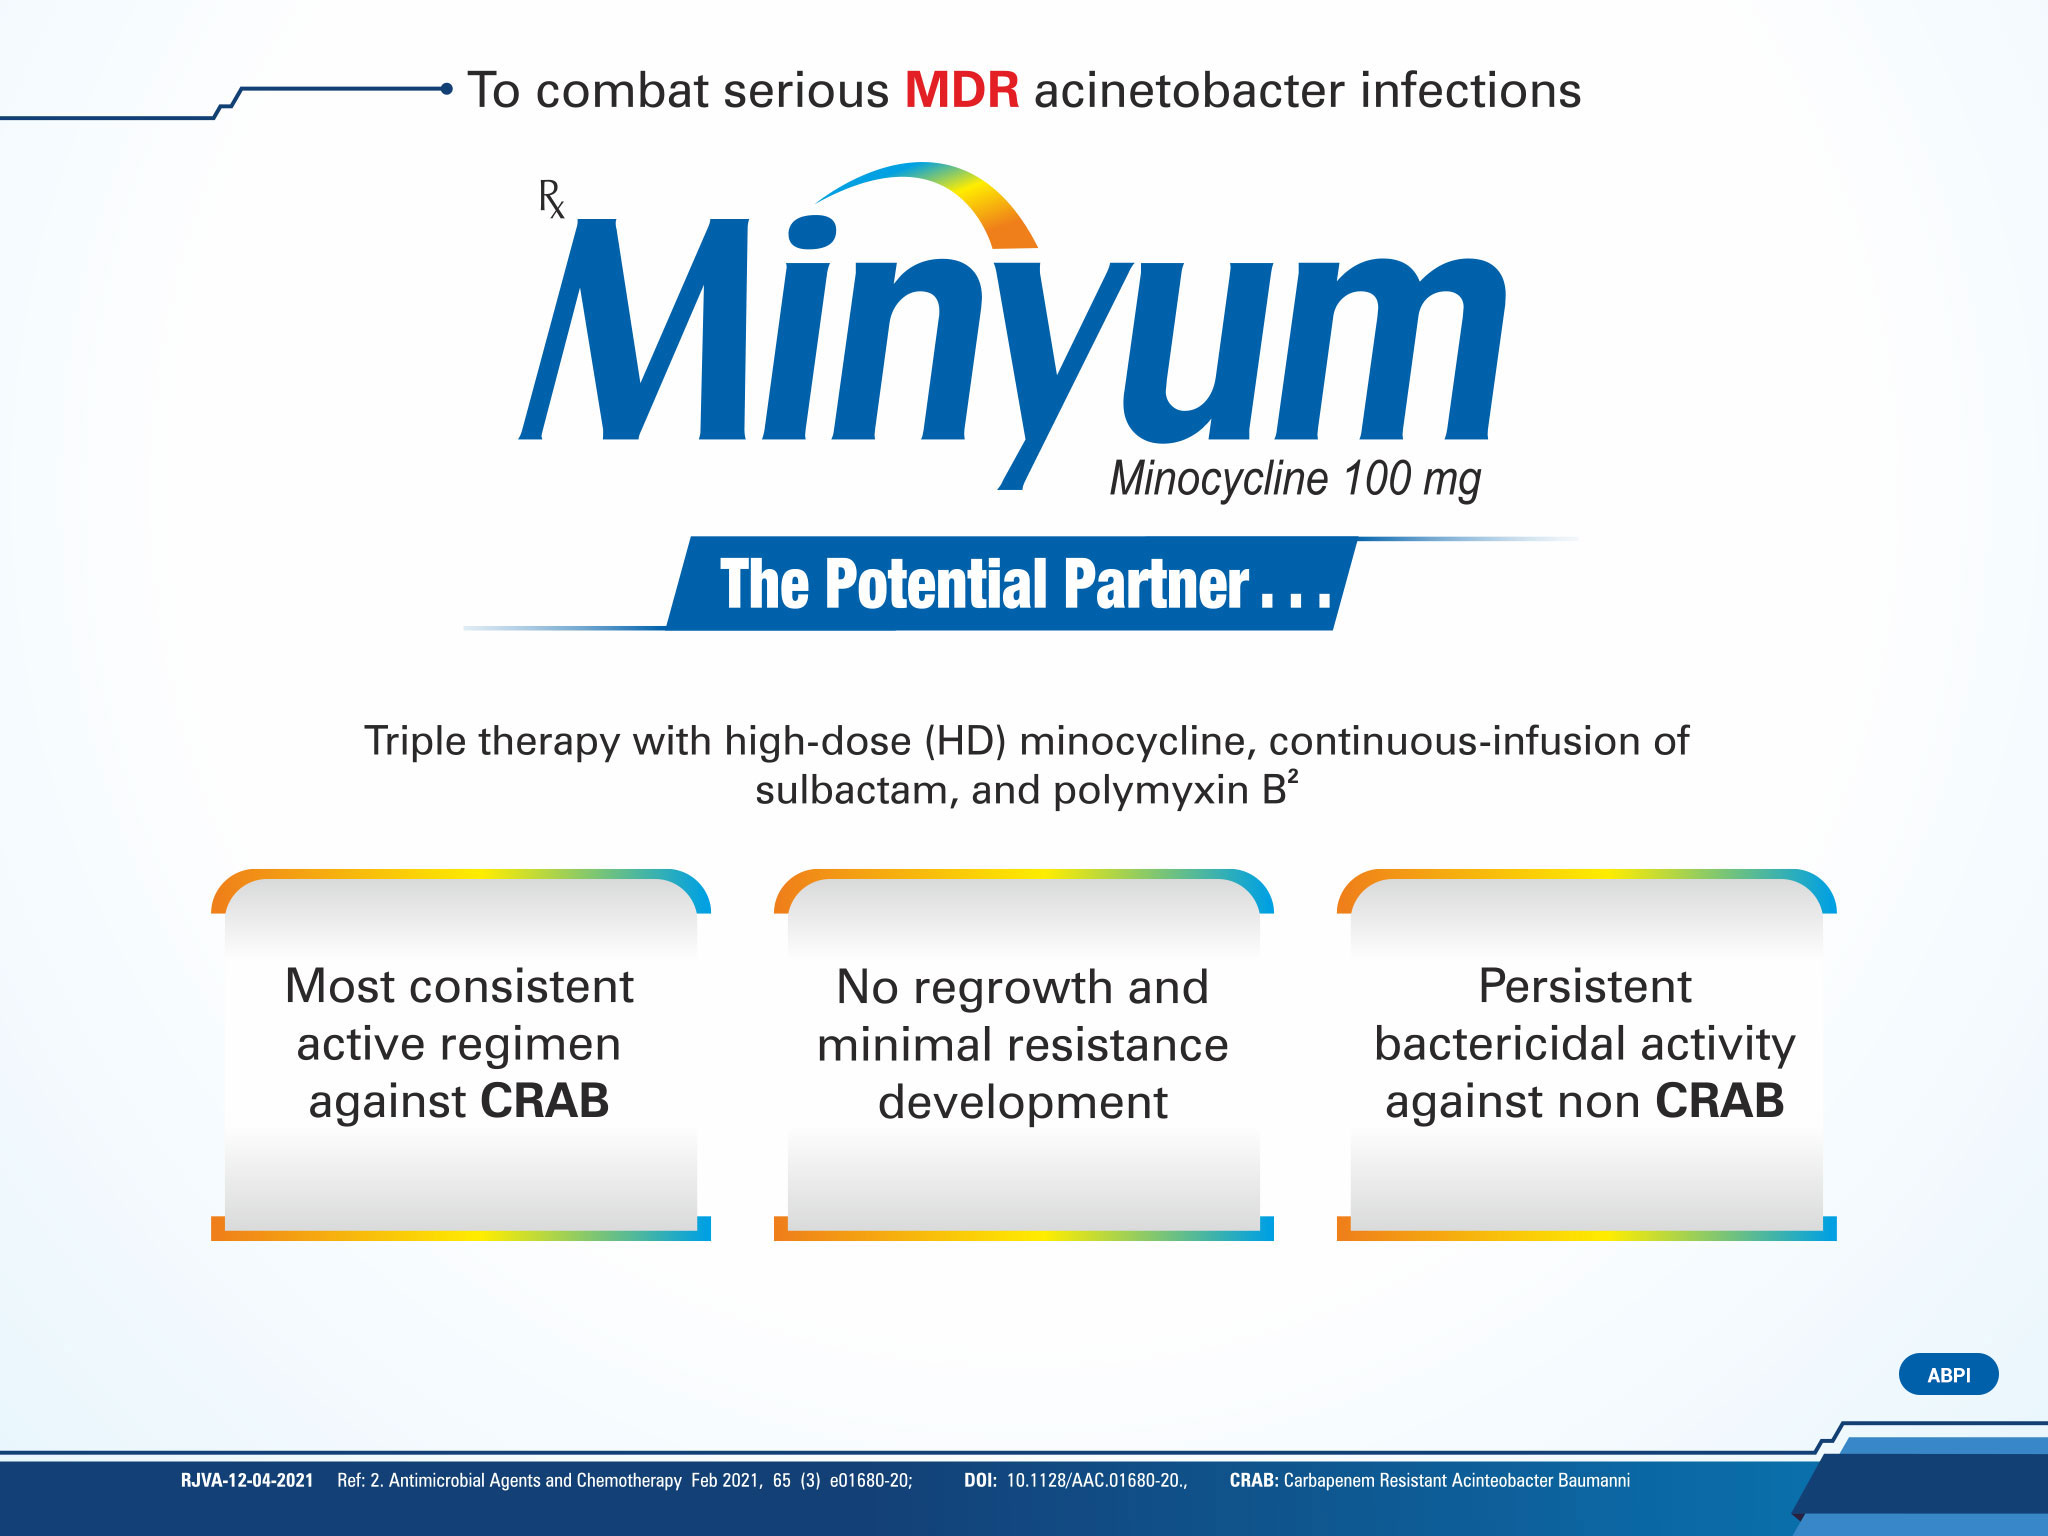 To combat serious MDR acinetobacter infections
Rx
Minyum
Minocycline 100 mg
The Potential Partner . . .
Triple therapy with high-dose (HD) minocycline, continuous-infusion of
sulbactam, and polymyxin B²
Most consistent
active regimen
against CRAB
No regrowth and
minimal resistance
development
Persistent
bactericidal activity
against non CRAB
ABPI
RJVA-12-04-2021 Ref: 2. Antimicrobial Agents and Chemotherapy Feb 2021, 65 (3) e01680-20; DOI: 10.1128/AAC.01680-20., CRAB: Carbapenem Resistant Acinteobacter Baumanni